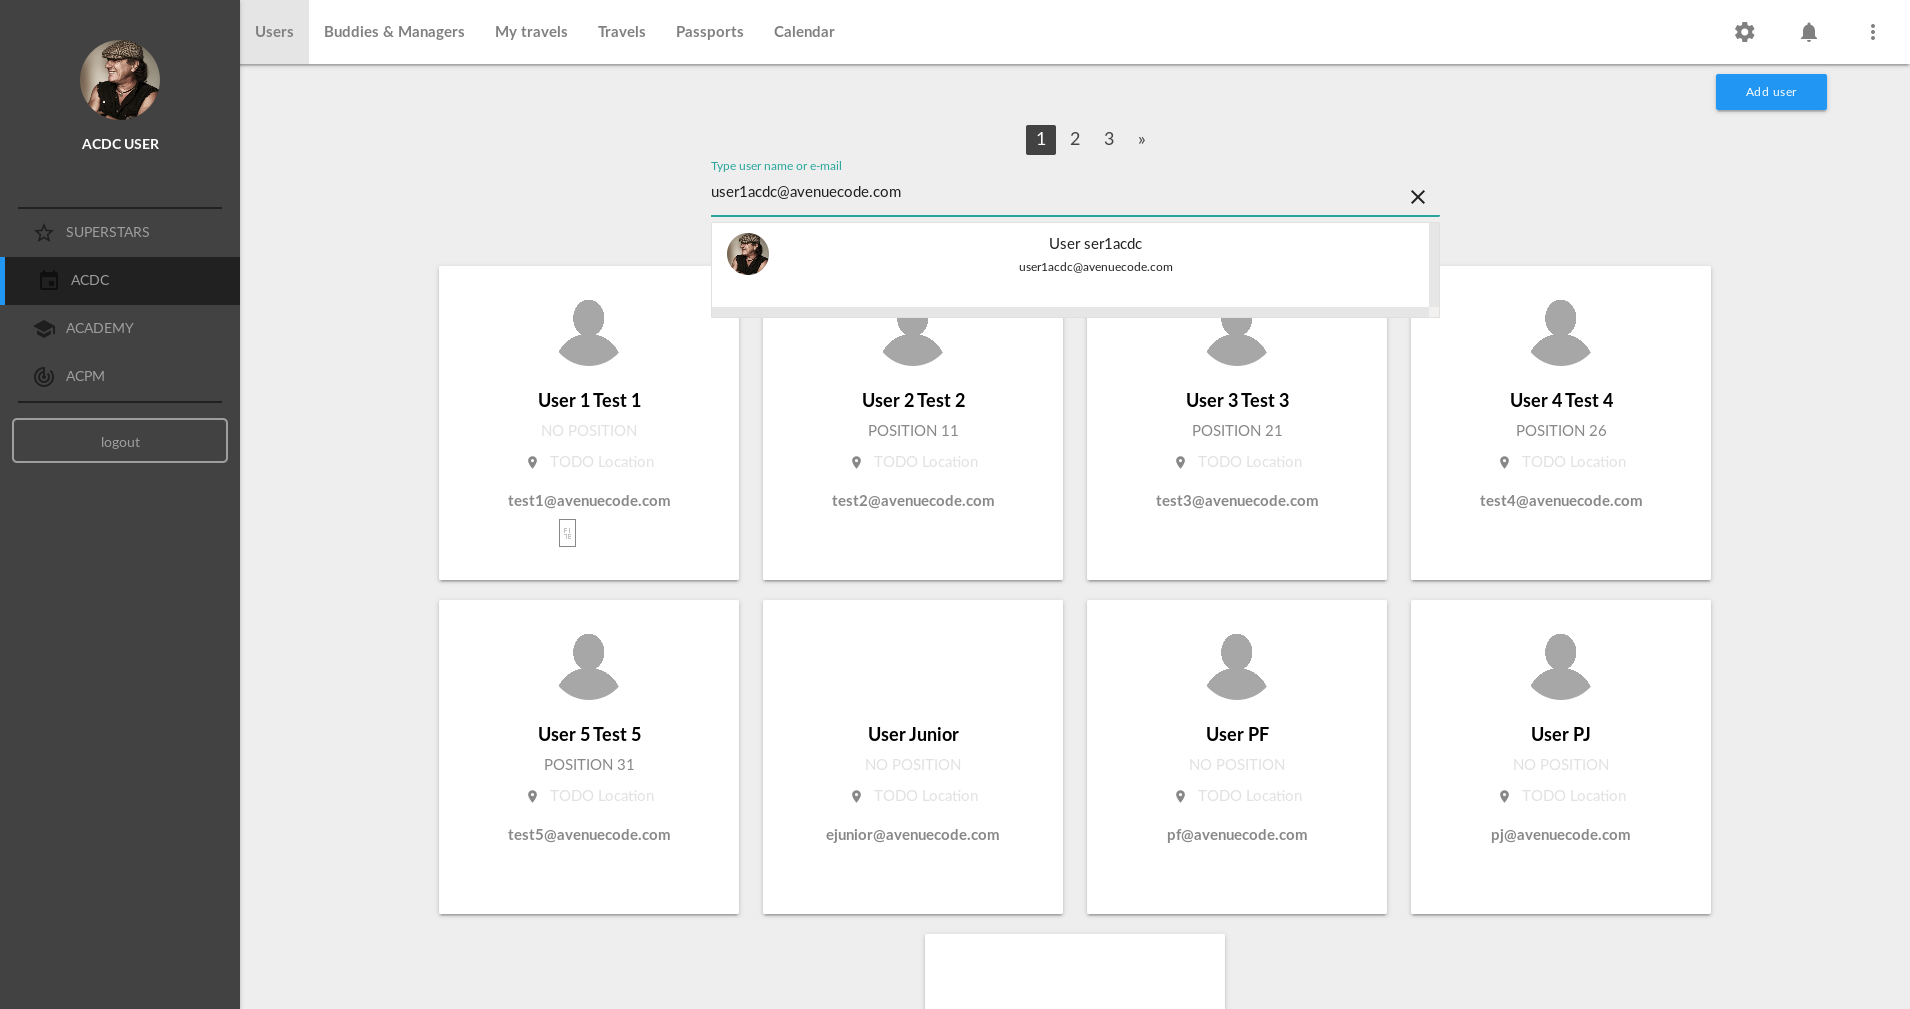 ACDC USER
SUPERSTARS
ACDC
ACADEMY
ACPM
logout
Users Buddies & Managers My travels Travels Passports Calendar
Add user
1 2 3 »
Type user name or e-mail
user1acdc@avenuecode.com
User ser1acdc
user1acdc@avenuecode.com
User 1 Test 1
NO POSITION
TODO Location
test1@avenuecode.com
User 2 Test 2
POSITION 11
TODO Location
test2@avenuecode.com
User 3 Test 3
POSITION 21
TODO Location
test3@avenuecode.com
User 4 Test 4
POSITION 26
TODO Location
test4@avenuecode.com
User 5 Test 5
POSITION 31
TODO Location
test5@avenuecode.com
User Junior
NO POSITION
TODO Location
ejunior@avenuecode.com
User PF
NO POSITION
TODO Location
pf@avenuecode.com
User PJ
NO POSITION
TODO Location
pj@avenuecode.com